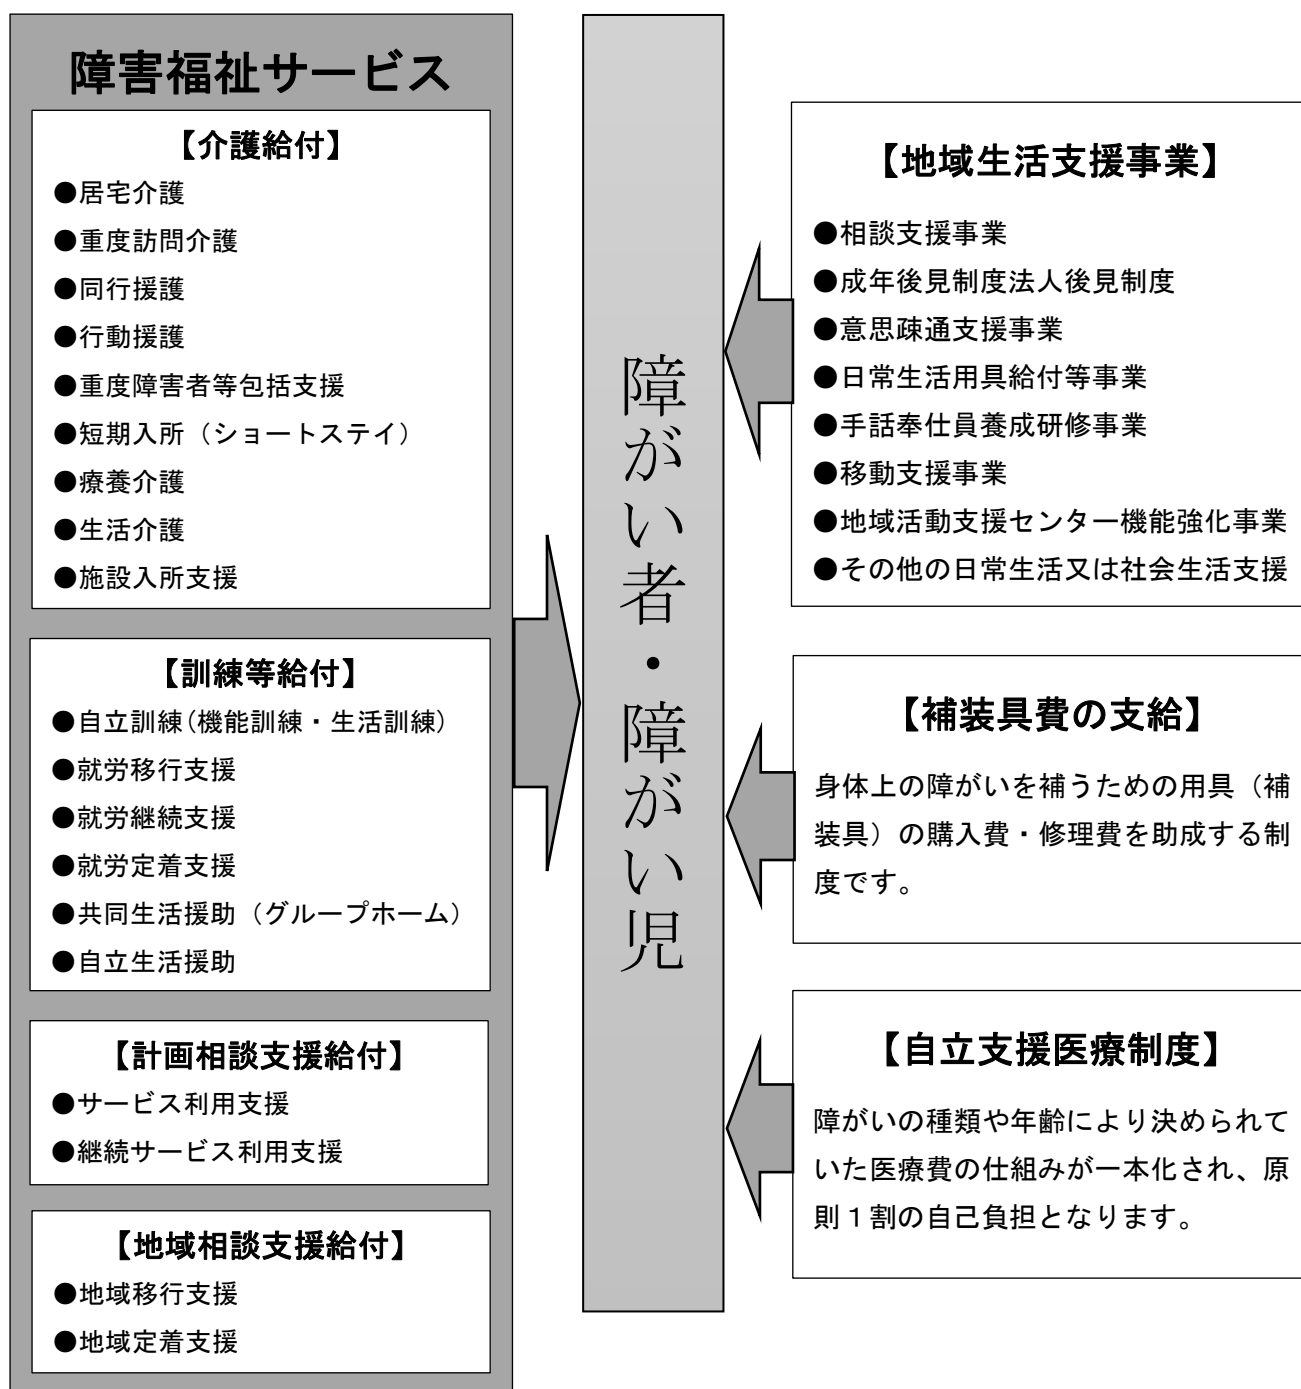 障害福祉サービス
【介護給付】
●居宅介護
●重度訪問介護
●同行援護
●行動援護
●重度障害者等包括支援
●短期入所（ショートステイ）
●療養介護
●生活介護
●施設入所支援
【訓練等給付】
●自立訓練(機能訓練・生活訓練)
●就労移行支援
●就労継続支援
●就労定着支援
●共同生活援助（グループホーム）
●自立生活援助
【計画相談支援給付】
●サービス利用支援
●継続サービス利用支援
【地域相談支援給付】
●地域移行支援
●地域定着支援
障がい者・障がい児
【地域生活支援事業】
●相談支援事業
●成年後見制度法人後見制度
●意思疎通支援事業
●日常生活用具給付等事業
●手話奉仕員養成研修事業
●移動支援事業
●地域活動支援センター機能強化事業
●その他の日常生活又は社会生活支援
【補装具費の支給】
身体上の障がいを補うための用具（補
装具）の購入費・修理費を助成する制
度です。
【自立支援医療制度】
障がいの種類や年齢により決められて
いた医療費の仕組みが一本化され、原
則１割の自己負担となります。